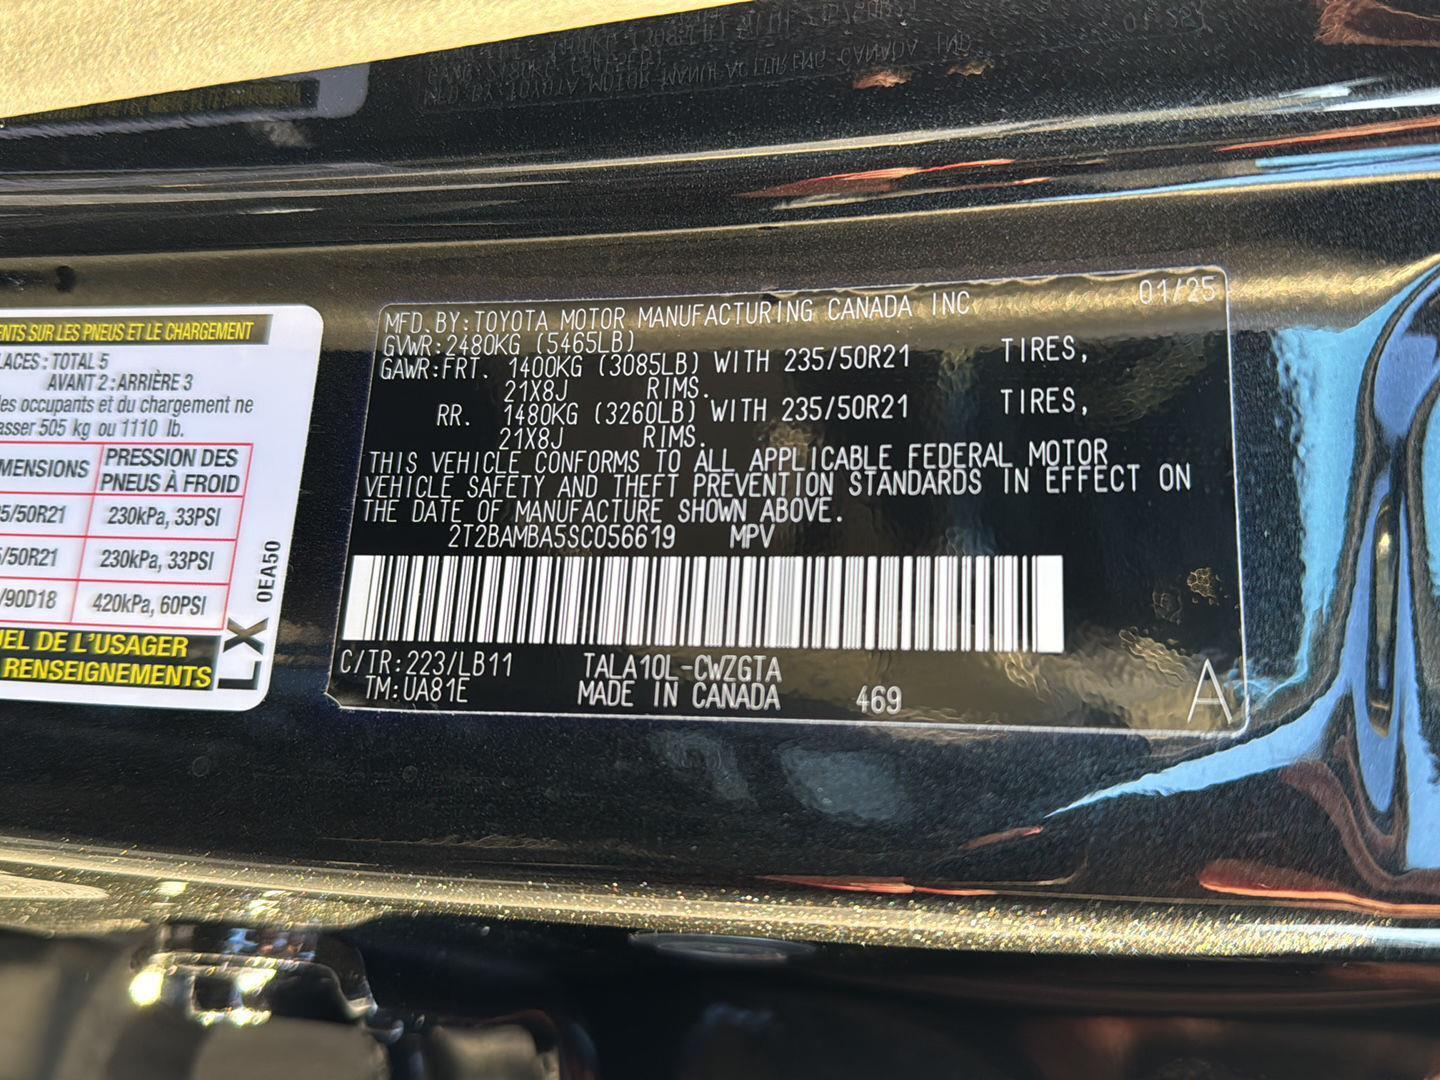 ENTS SUR LES PNEUS ET LE CHARGEMENT
LACES : TOTAL 5
AVANT 2 : ARRIÈRE 3
des occupants et du chargement ne
asser 505 kg ou 1110 lb.
MENSIONS PRESSION DES PNEUS À FROID
5/50R21 230kPa, 33PSI
5/50R21 230kPa, 33PSI
/90D18 420kPa, 60PSI
UEL DE L'USAGER
RENSEIGNEMENTS
LX 0EA50
MFD. BY: TOYOTA MOTOR MANUFACTURING CANADA INC 01/25
GVWR: 2480KG (5465LB)
GAWR: FRT. 1400KG (3085LB) WITH 235/50R21 TIRES,
21X8J RIMS.
RR. 1480KG (3260LB) WITH 235/50R21 TIRES,
21X8J RIMS.
THIS VEHICLE CONFORMS TO ALL APPLICABLE FEDERAL MOTOR
VEHICLE SAFETY AND THEFT PREVENTION STANDARDS IN EFFECT ON
THE DATE OF MANUFACTURE SHOWN ABOVE.
2T2BAMBA5SC056619 MPV
C/TR: 223/LB11 TALA10L-CWZGTA
TM: UA81E MADE IN CANADA 469 A